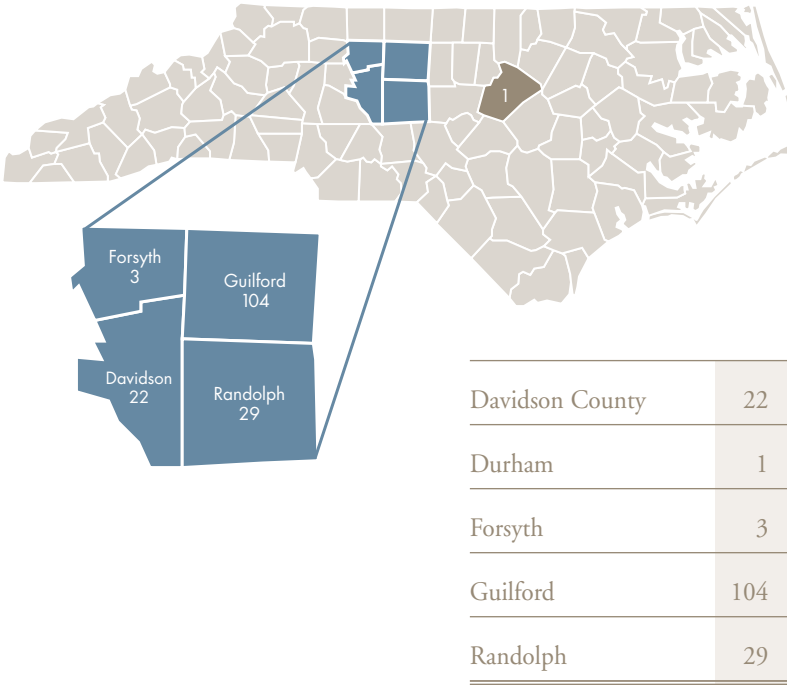 1
Forsyth
3
Guilford
104
Davidson
22
Randolph
29
Davidson County 22
Durham 1
Forsyth 3
Guilford 104
Randolph 29